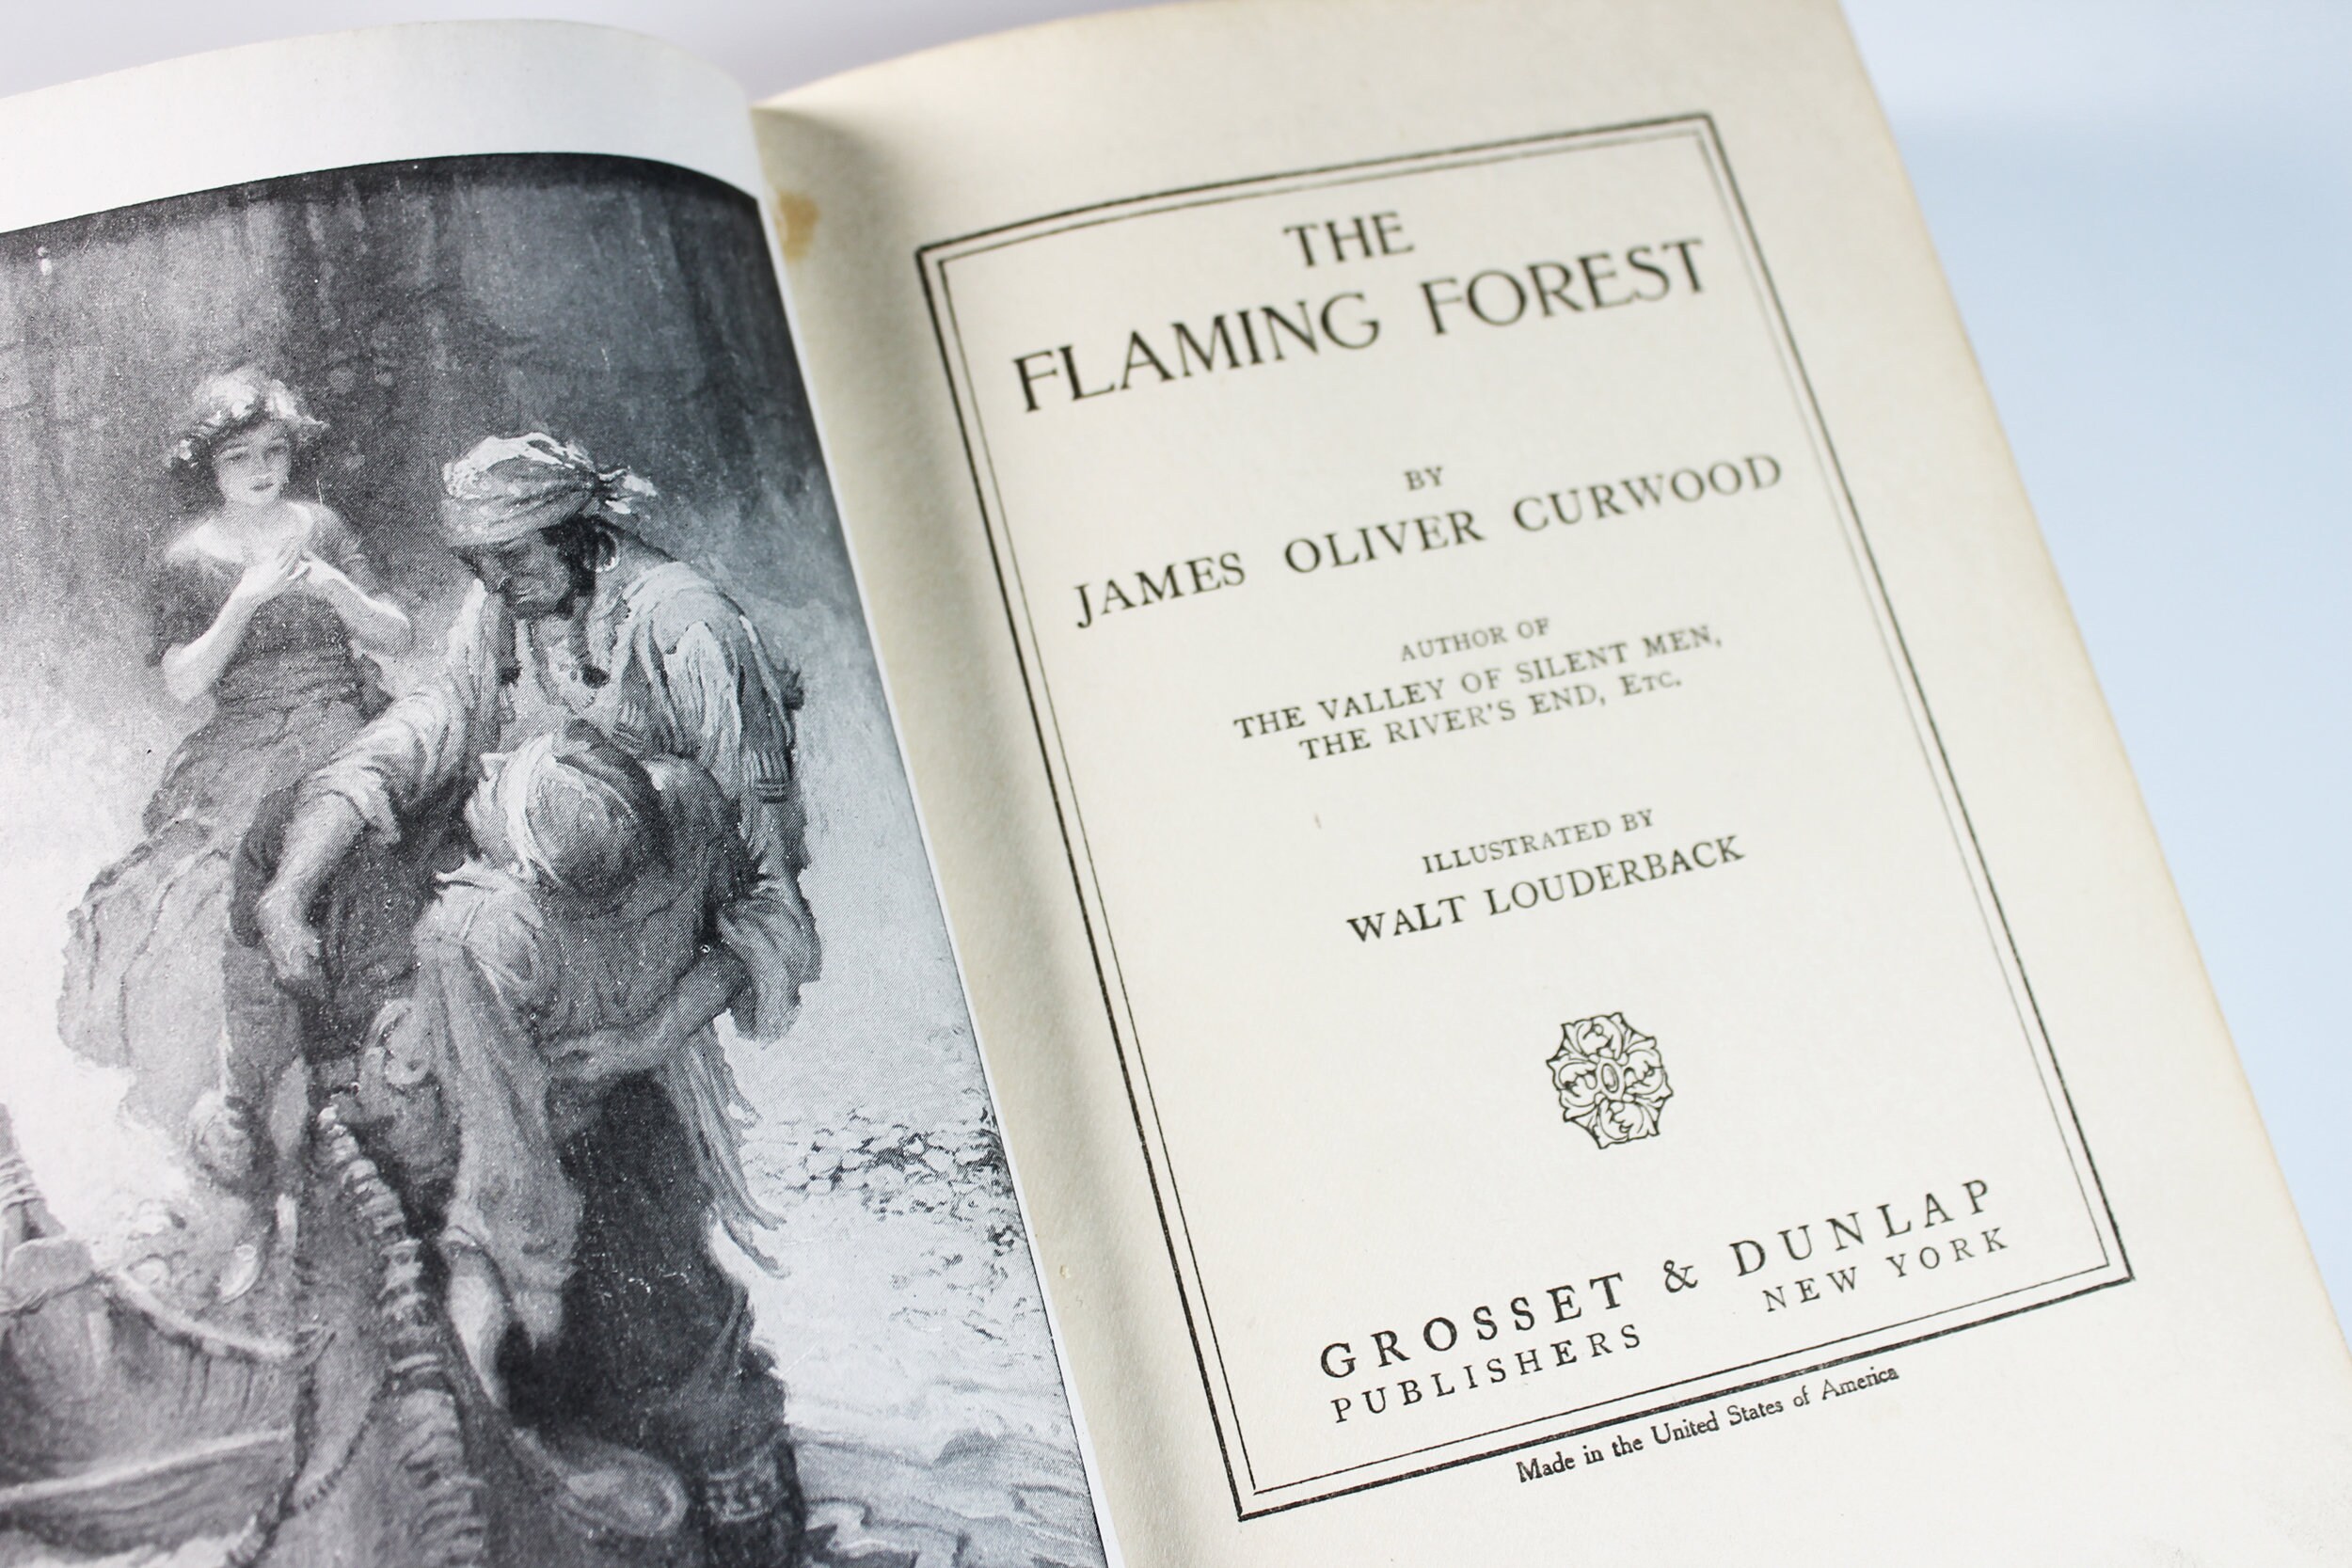 THE
FLAMING FOREST
BY
JAMES OLIVER CURWOOD
AUTHOR OF
THE VALLEY OF SILENT MEN,
THE RIVER'S END, ETC.
ILLUSTRATED BY
WALT LOUDERBACK
GROSSET & DUNLAP
PUBLISHERS NEW YORK
Made in the United States of America